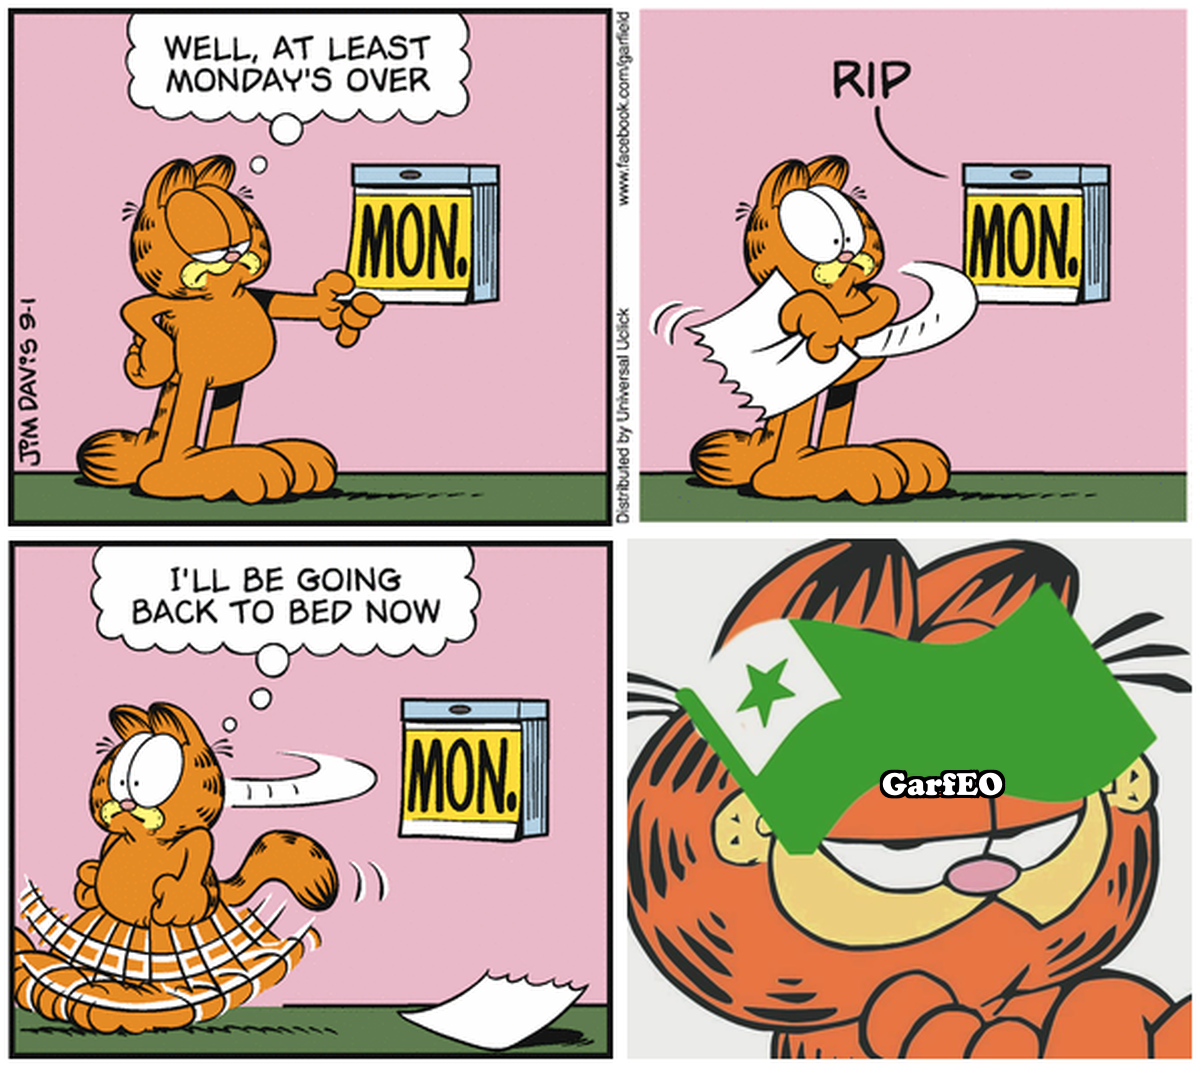 WELL, AT LEAST
MONDAY'S OVER
MON.
JIM DAVIS 9-1
www.facebook.com/garfield
Distributed by Universal Uclick
RIP
MON.
I'LL BE GOING
BACK TO BED NOW
MON.
GarfEO